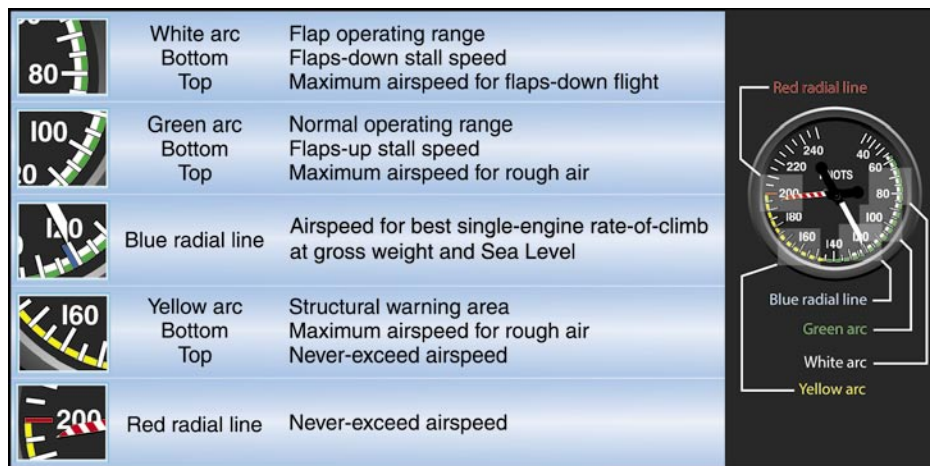 80
White arc Flap operating range
Bottom Flaps-down stall speed
Top Maximum airspeed for flaps-down flight
100
20
Green arc Normal operating range
Bottom Flaps-up stall speed
Top Maximum airspeed for rough air
120
Blue radial line Airspeed for best single-engine rate-of-climb
at gross weight and Sea Level
160
Yellow arc Structural warning area
Bottom Maximum airspeed for rough air
Top Never-exceed airspeed
200
Red radial line Never-exceed airspeed
Red radial line
240
220 40
KNOTS 60
200 80
180 100
160 140 120
Blue radial line
Green arc
White arc
Yellow arc